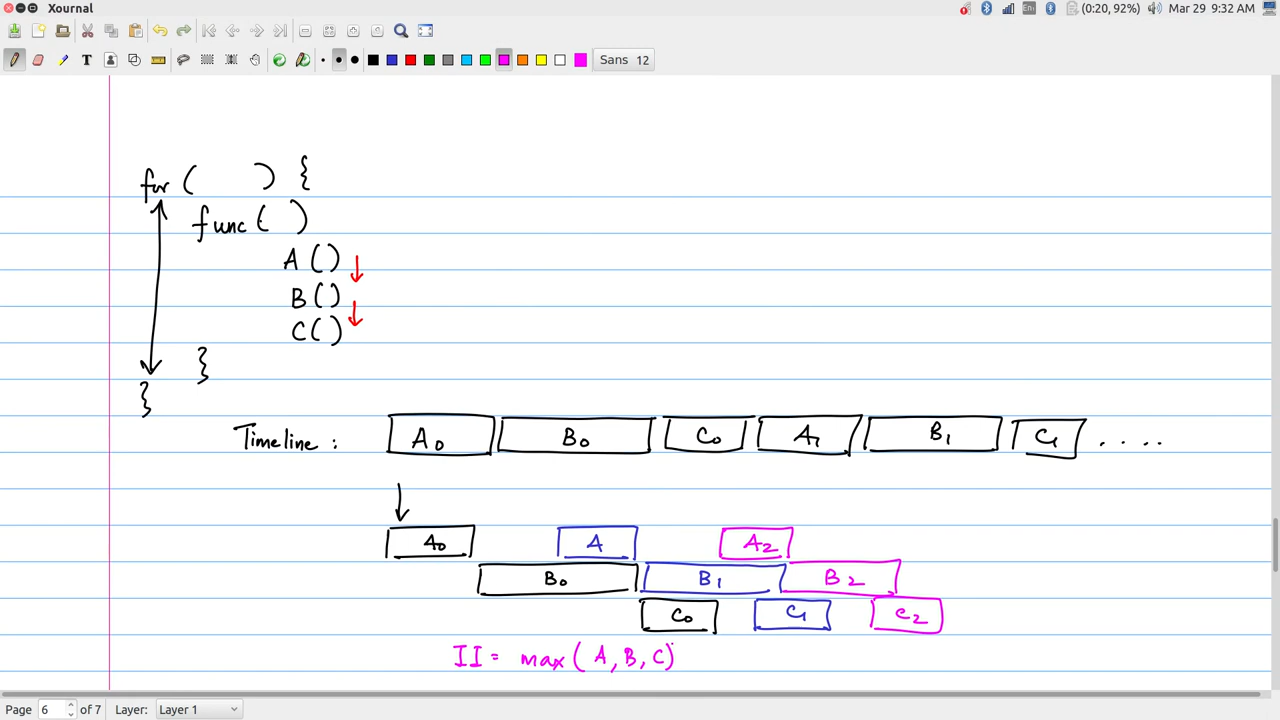 Xournal
En
(0:20, 92%)
Mar 29 9:32 AM
T
Sans 12
for ( ) {
func( )
A ( )
B ( )
C ( )
}
}
Timeline : A0 B0 C0 A1 B1 C1 . . . .
A0 A A2
B0 B1 B2
C0 C1 C2
II = max( A, B, C)
Page 6 of 7 Layer: Layer 1